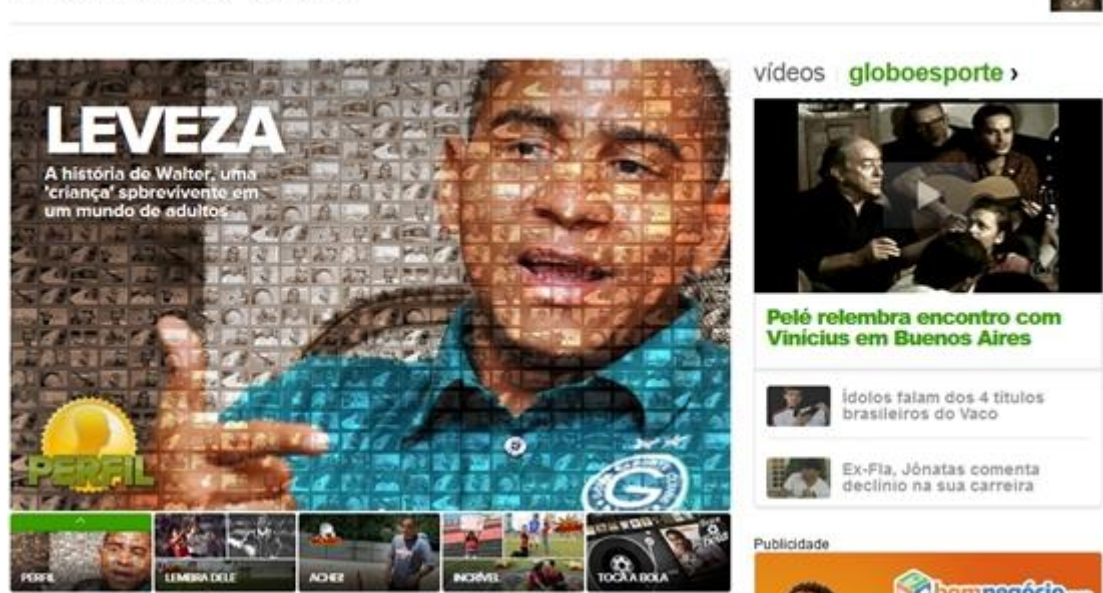 vídeos globoesporte ›
LEVEZA
A história de Walter, uma
'criança' spbrevivente em
um mundo de adultos
Pelé relembra encontro com
Vinícius em Buenos Aires
Ídolos falam dos 4 títulos
brasileiros do Vaco
Ex-Fla, Jônatas comenta
declínio na sua carreira
PERFIL
G
PERFIL
LEMBRA DELE
ACHEI!
INCRÍVEL
TOCA A BOLA
Publicidade
bomnegócio